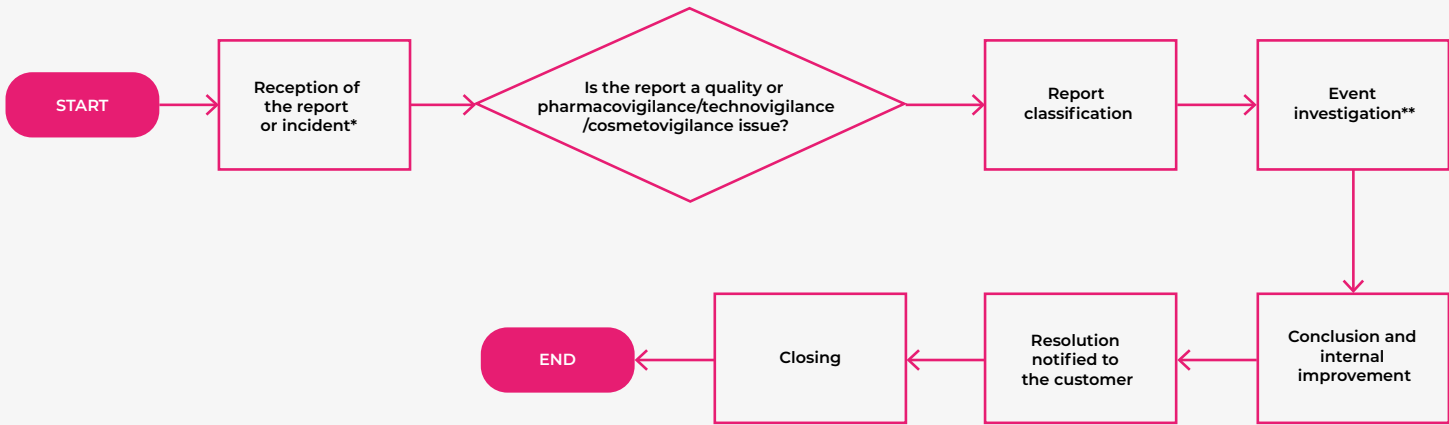 START
Reception of
the report
or incident*
Is the report a quality or
pharmacovigilance/technovigilance
/cosmetovigilance issue?
Report
classification
Event
investigation**
Conclusion and
internal
improvement
Resolution
notified to
the customer
Closing
END